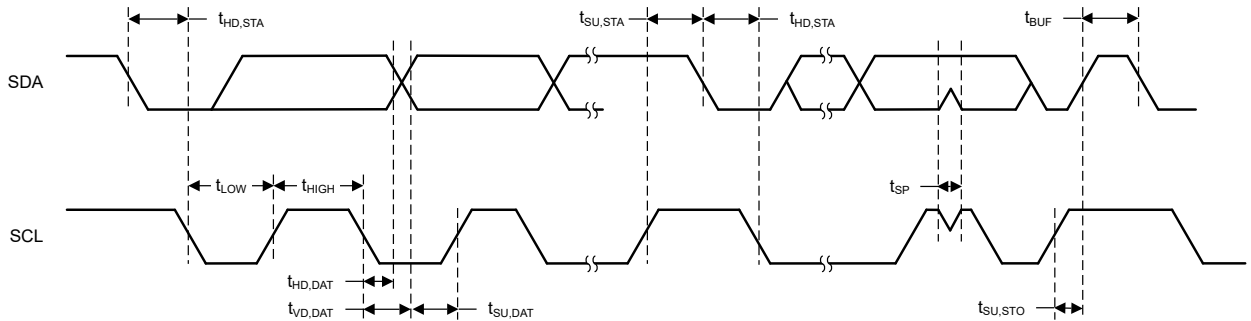 tHD,STA
tSU,STA
tHD,STA
tBUF
SDA
tLOW
tHIGH
tSP
SCL
tHD,DAT
tVD,DAT
tSU,DAT
tSU,STO